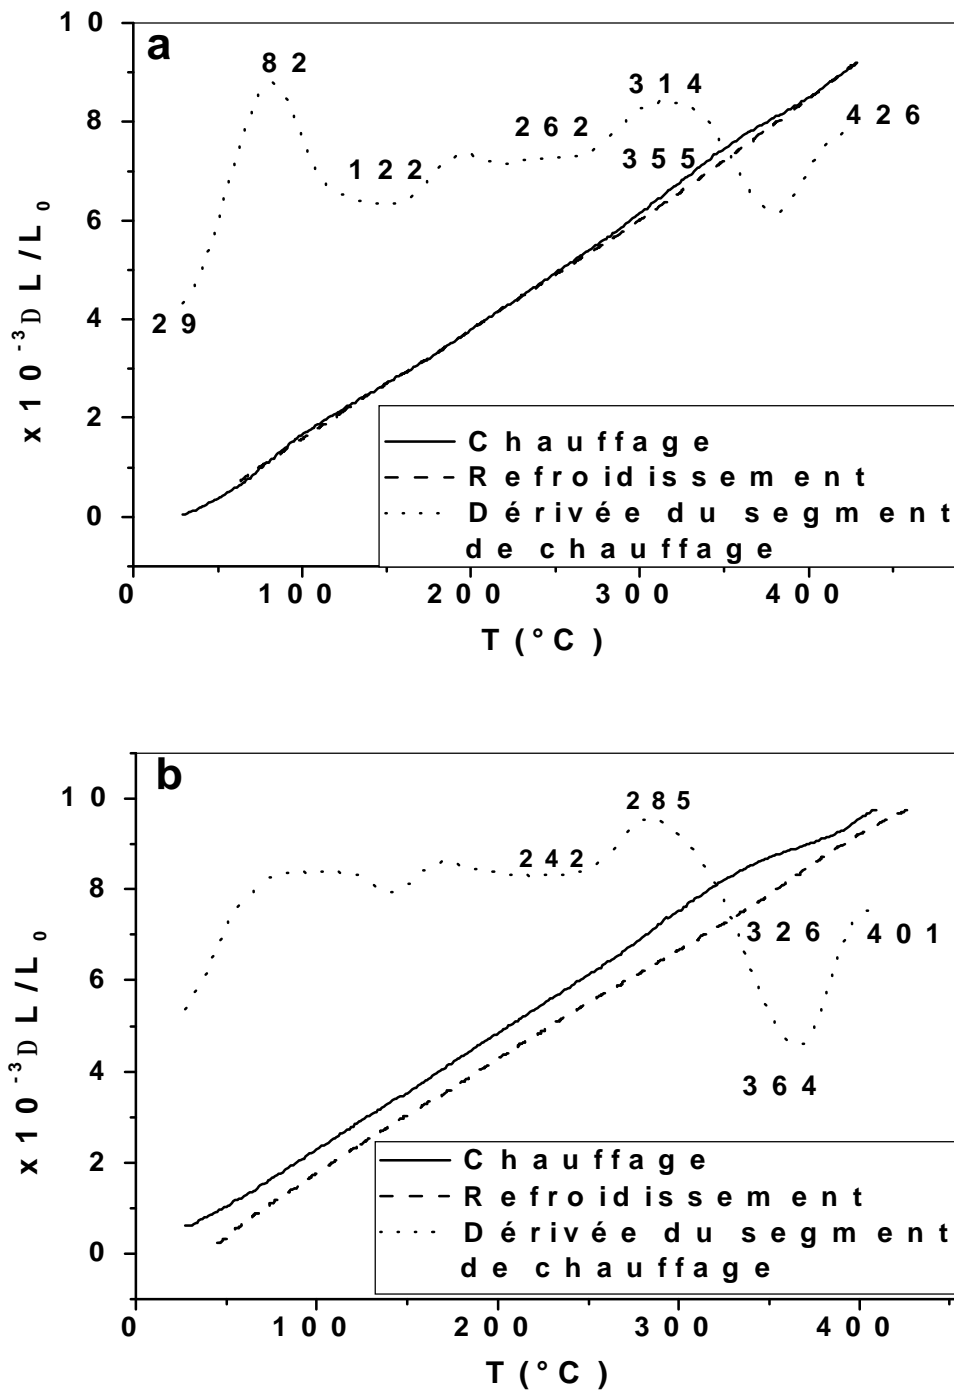 a
10
8
6
4
2
0
x10⁻³D L/L₀
82
314
426
262
355
122
29
Chauffage
Refroidissement
Dérivée du segment
de chauffage
0 100 200 300 400
T(°C)
b
10
8
6
4
2
0
x10⁻³D L/L₀
285
242
326
401
364
Chauffage
Refroidissement
Dérivée du segment
de chauffage
0 100 200 300 400
T(°C)